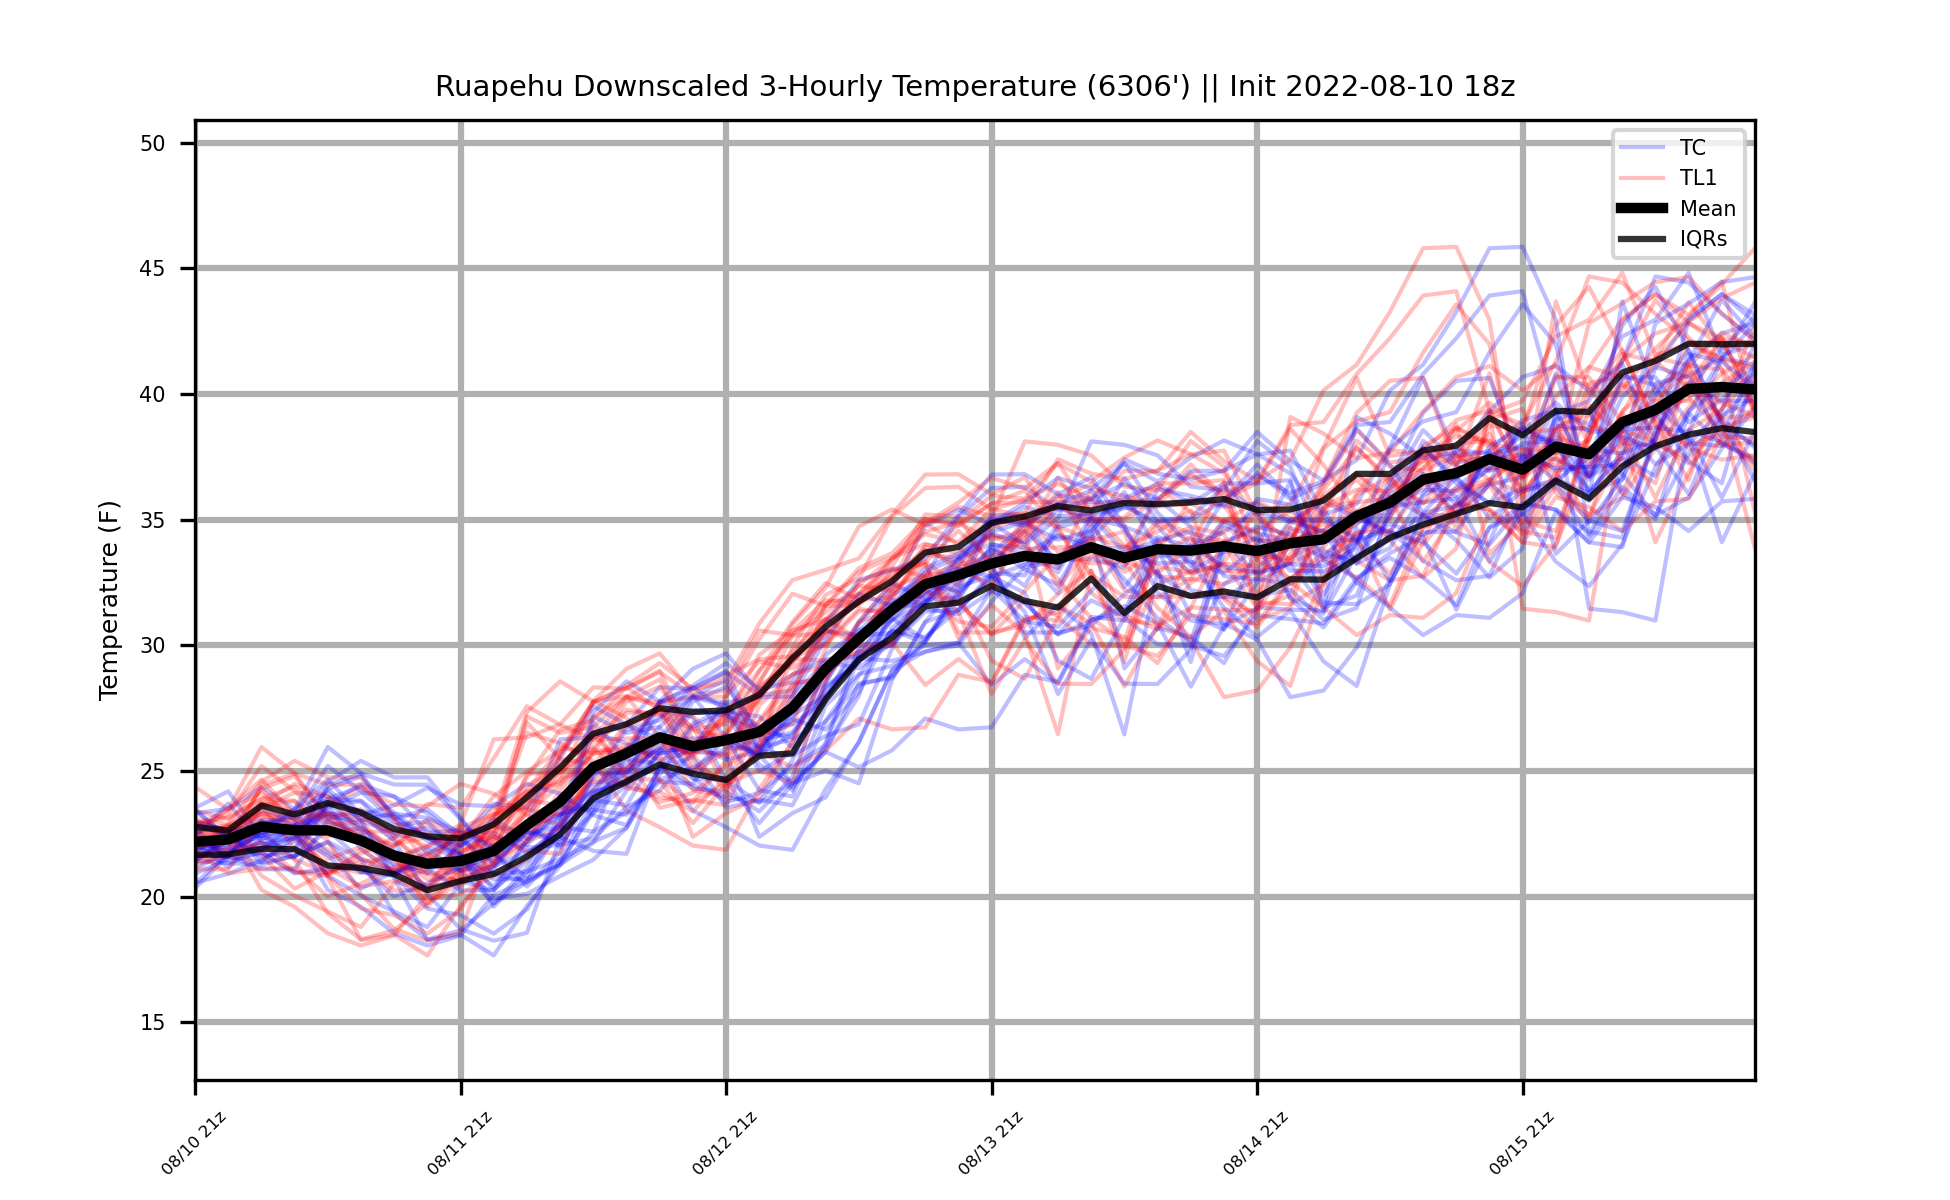 Ruapehu Downscaled 3-Hourly Temperature (6306') || Init 2022-08-10 18z
TC
TL1
Mean
IQRs
Temperature (F)
50
45
40
35
30
25
20
15
08/10 21z
08/11 21z
08/12 21z
08/13 21z
08/14 21z
08/15 21z